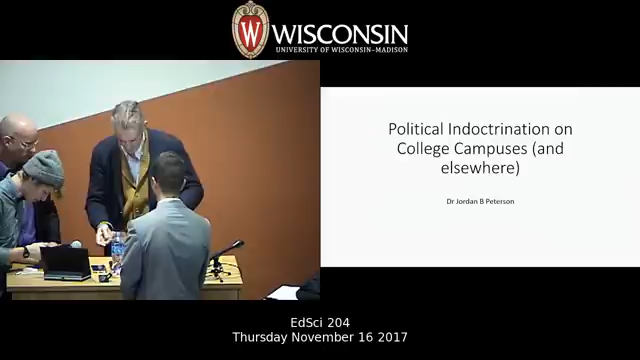 WISCONSIN
UNIVERSITY OF WISCONSIN–MADISON
Political Indoctrination on
College Campuses (and
elsewhere)
Dr Jordan B Peterson
EdSci 204
Thursday November 16 2017